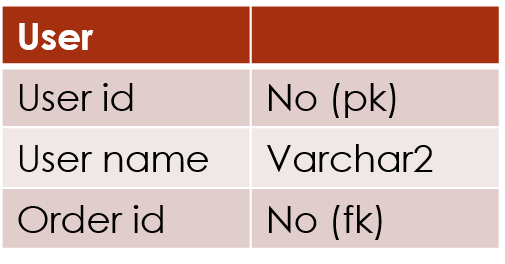 User
User id No (pk)
User name Varchar2
Order id No (fk)